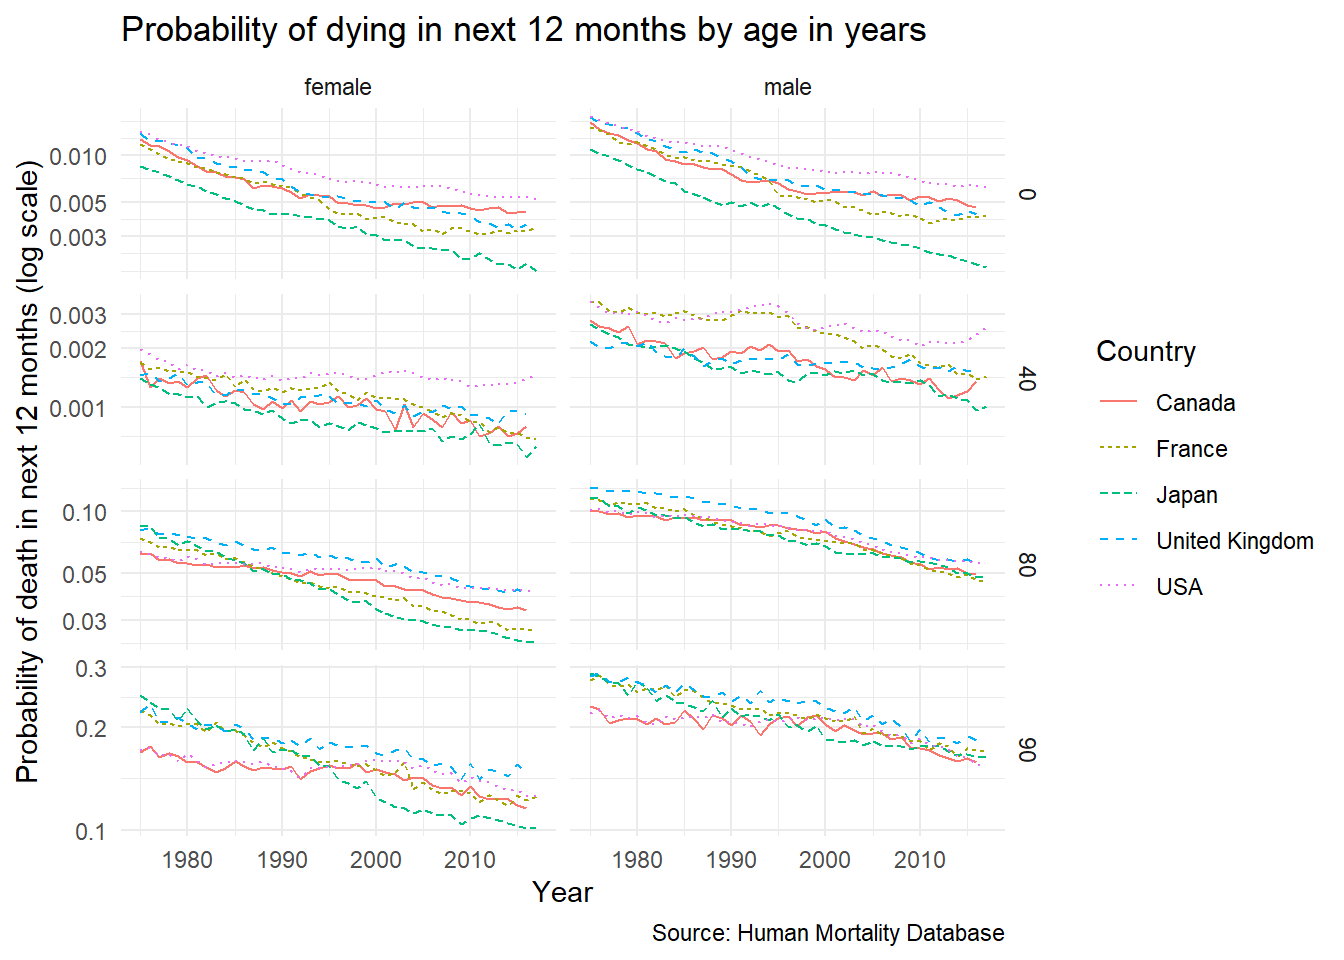 Probability of dying in next 12 months by age in years
female
male
Probability of death in next 12 months (log scale)
0.010
0.005
0.003
0
0.003
0.002
0.001
40
0.10
0.05
0.03
80
0.3
0.2
0.1
90
1980 1990 2000 2010
1980 1990 2000 2010
Year
Country
Canada
France
Japan
United Kingdom
USA
Source: Human Mortality Database